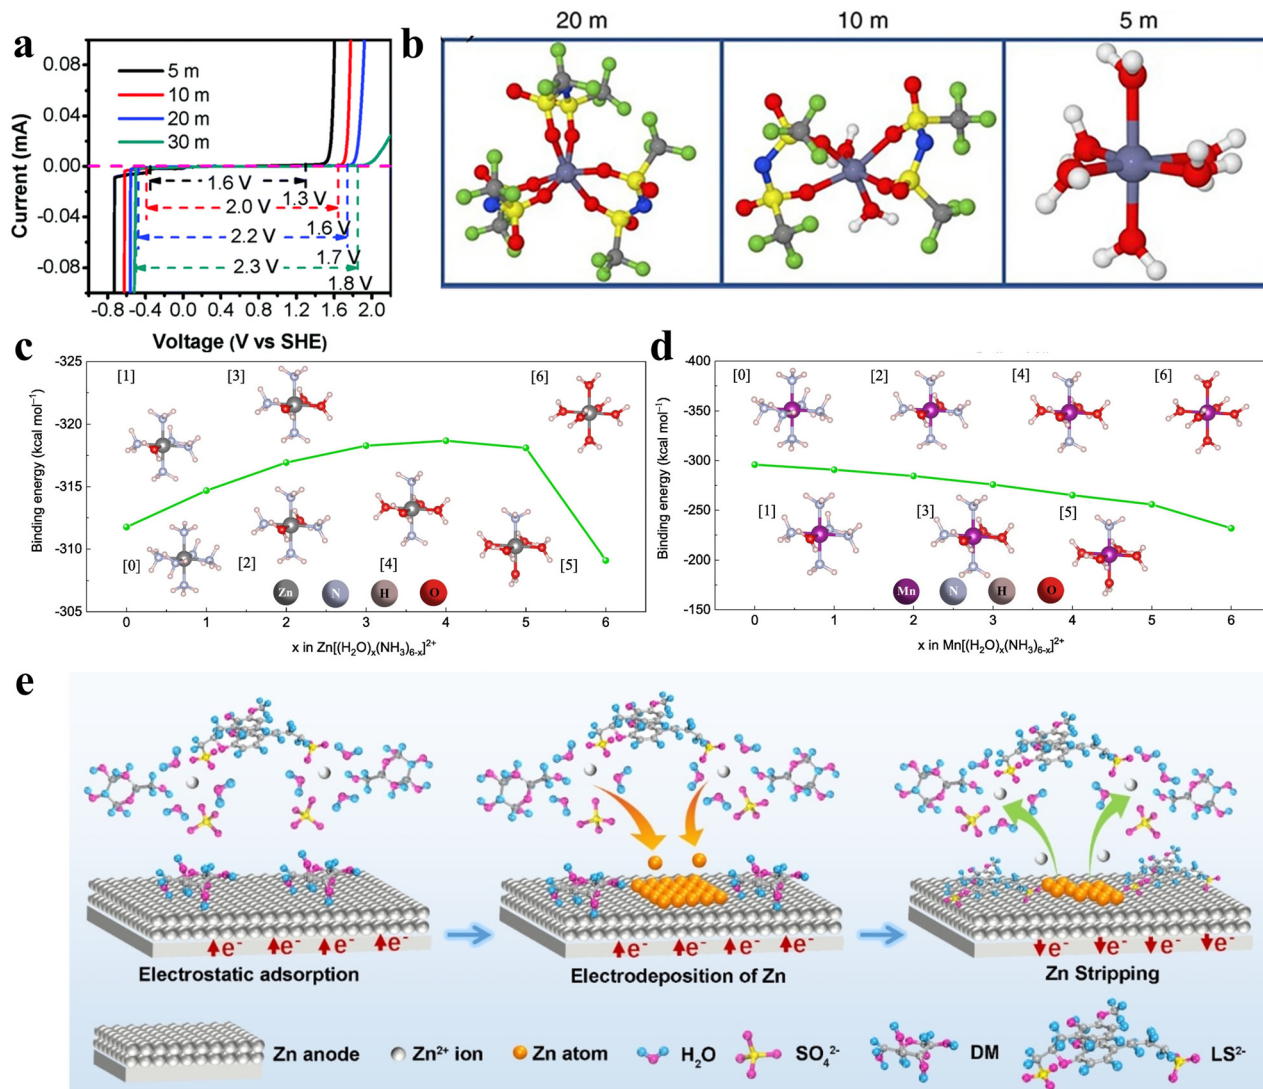 a
0.08
0.04
0.00
-0.04
-0.08
Current (mA)
5 m
10 m
20 m
30 m
1.6 V
1.3 V
2.0 V
1.6 V
2.2 V
1.7 V
2.3 V
1.8 V
-0.8 -0.4 0.0 0.4 0.8 1.2 1.6 2.0
Voltage (V vs SHE)
b
20 m
10 m
5 m
c
-325
-320
-315
-310
-305
Binding energy (kcal mol⁻¹)
[1]
[3]
[6]
[0]
[2]
[4]
[5]
Zn
N
H
O
0 1 2 3 4 5 6
x in Zn[(H₂O)ₓ(NH₃)₆₋ₓ]²⁺
d
-400
-350
-300
-250
-200
-150
Binding energy (kcal mol⁻¹)
[0]
[2]
[4]
[6]
[1]
[3]
[5]
Mn
N
H
O
0 1 2 3 4 5 6
x in Mn[(H₂O)ₓ(NH₃)₆₋ₓ]²⁺
e
e⁻ e⁻ e⁻ e⁻
Electrostatic adsorption
e⁻ e⁻ e⁻ e⁻
Electrodeposition of Zn
e⁻ e⁻ e⁻ e⁻
Zn Stripping
Zn anode
Zn²⁺ ion
Zn atom
H₂O
SO₄²⁻
DM
LS²⁻